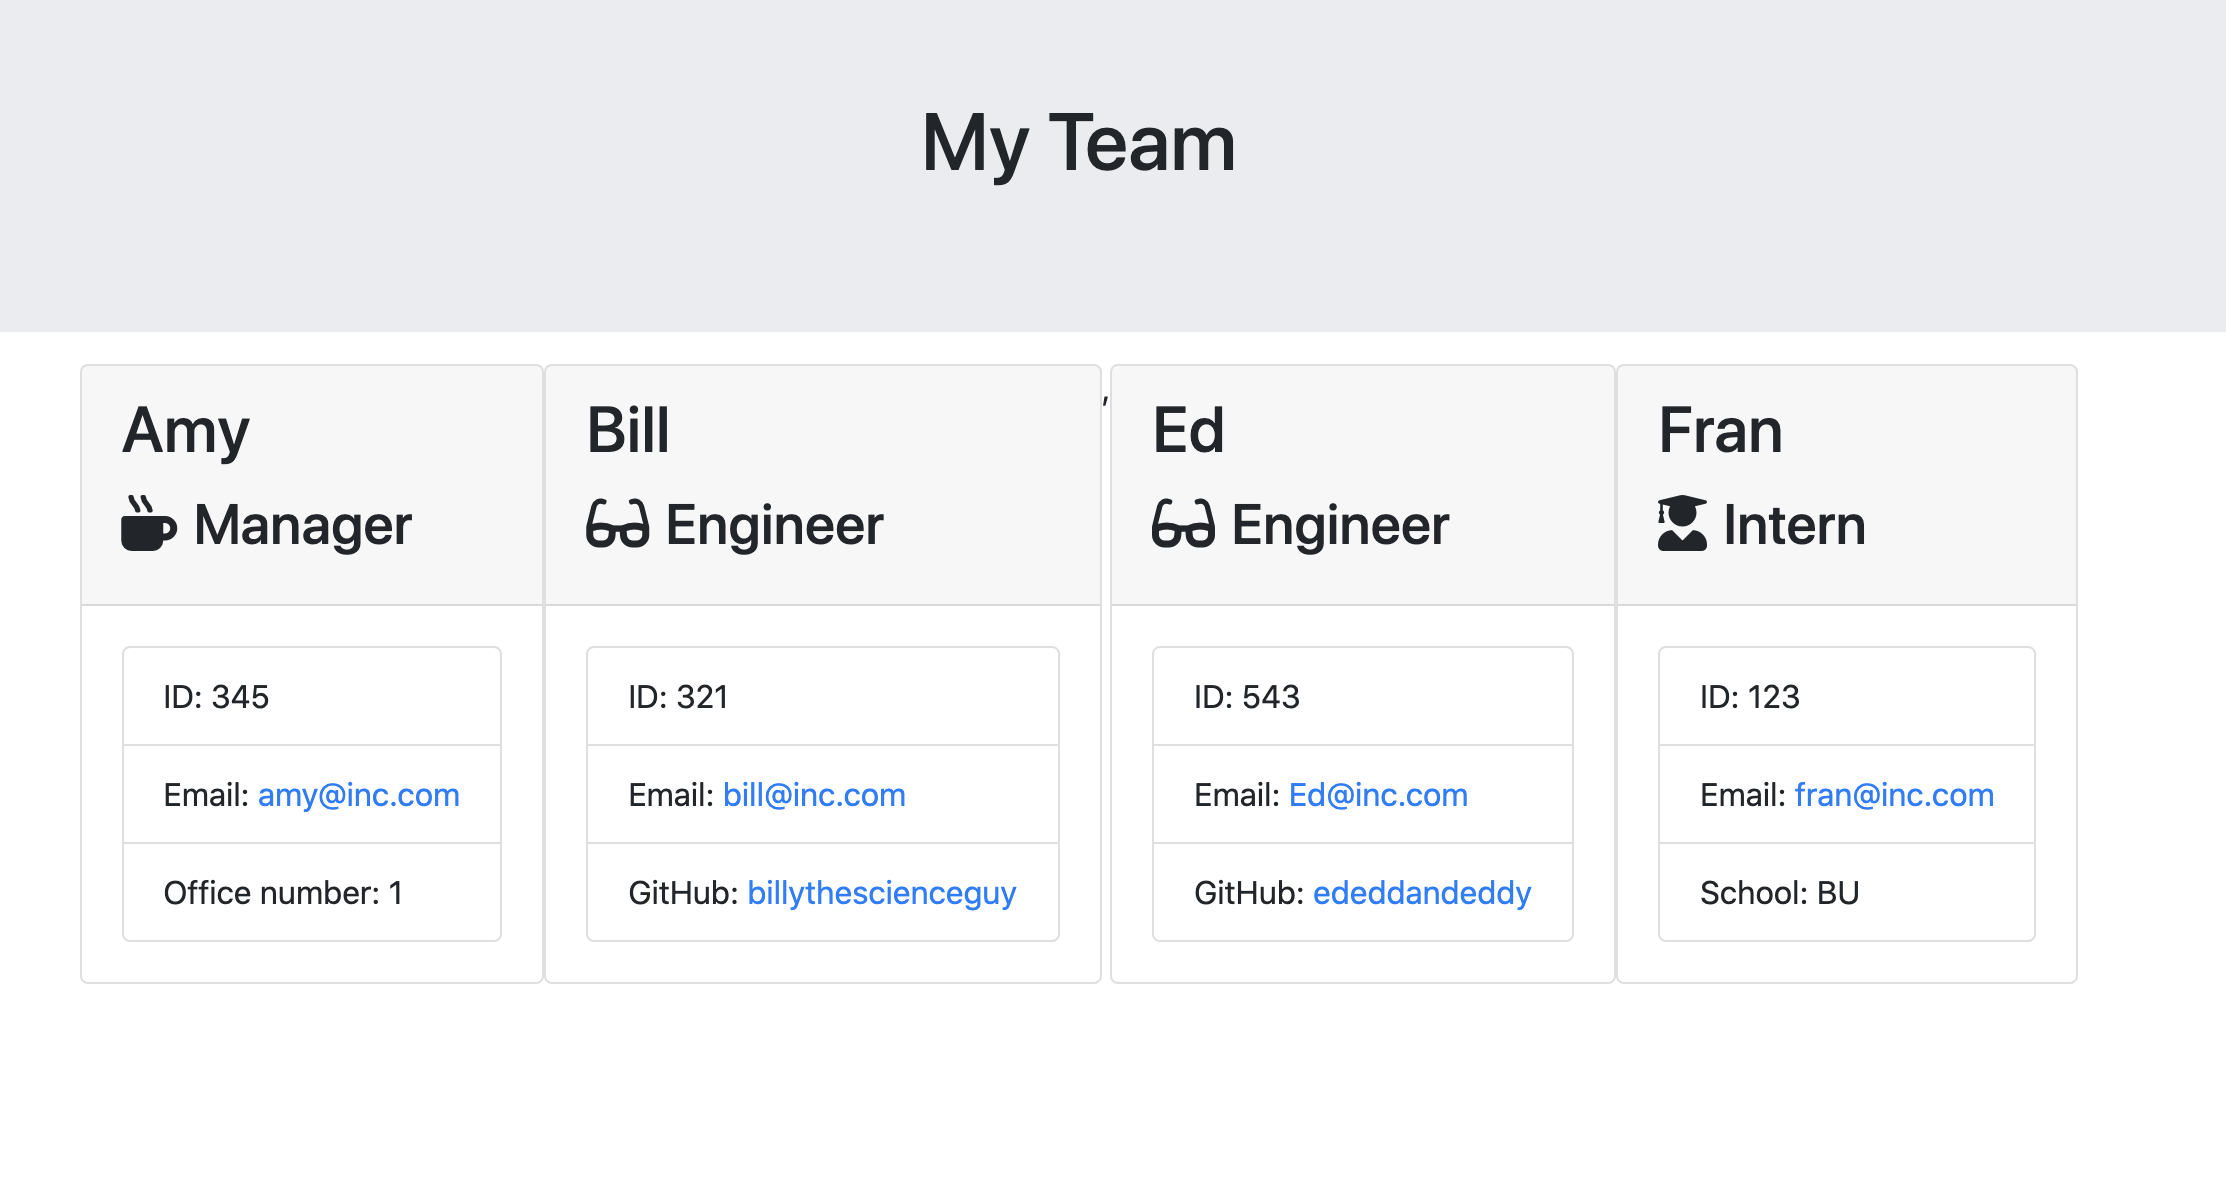 My Team
Amy
Manager
ID: 345
Email: amy@inc.com
Office number: 1
Bill
Engineer
ID: 321
Email: bill@inc.com
GitHub: billythescienceguy
,
Ed
Engineer
ID: 543
Email: Ed@inc.com
GitHub: ededdandeddy
Fran
Intern
ID: 123
Email: fran@inc.com
School: BU